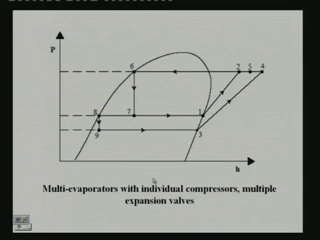 P
6
2 5 4
8
7
1
9
3
h
Multi-evaporators with individual compressors, multiple
expansion valves